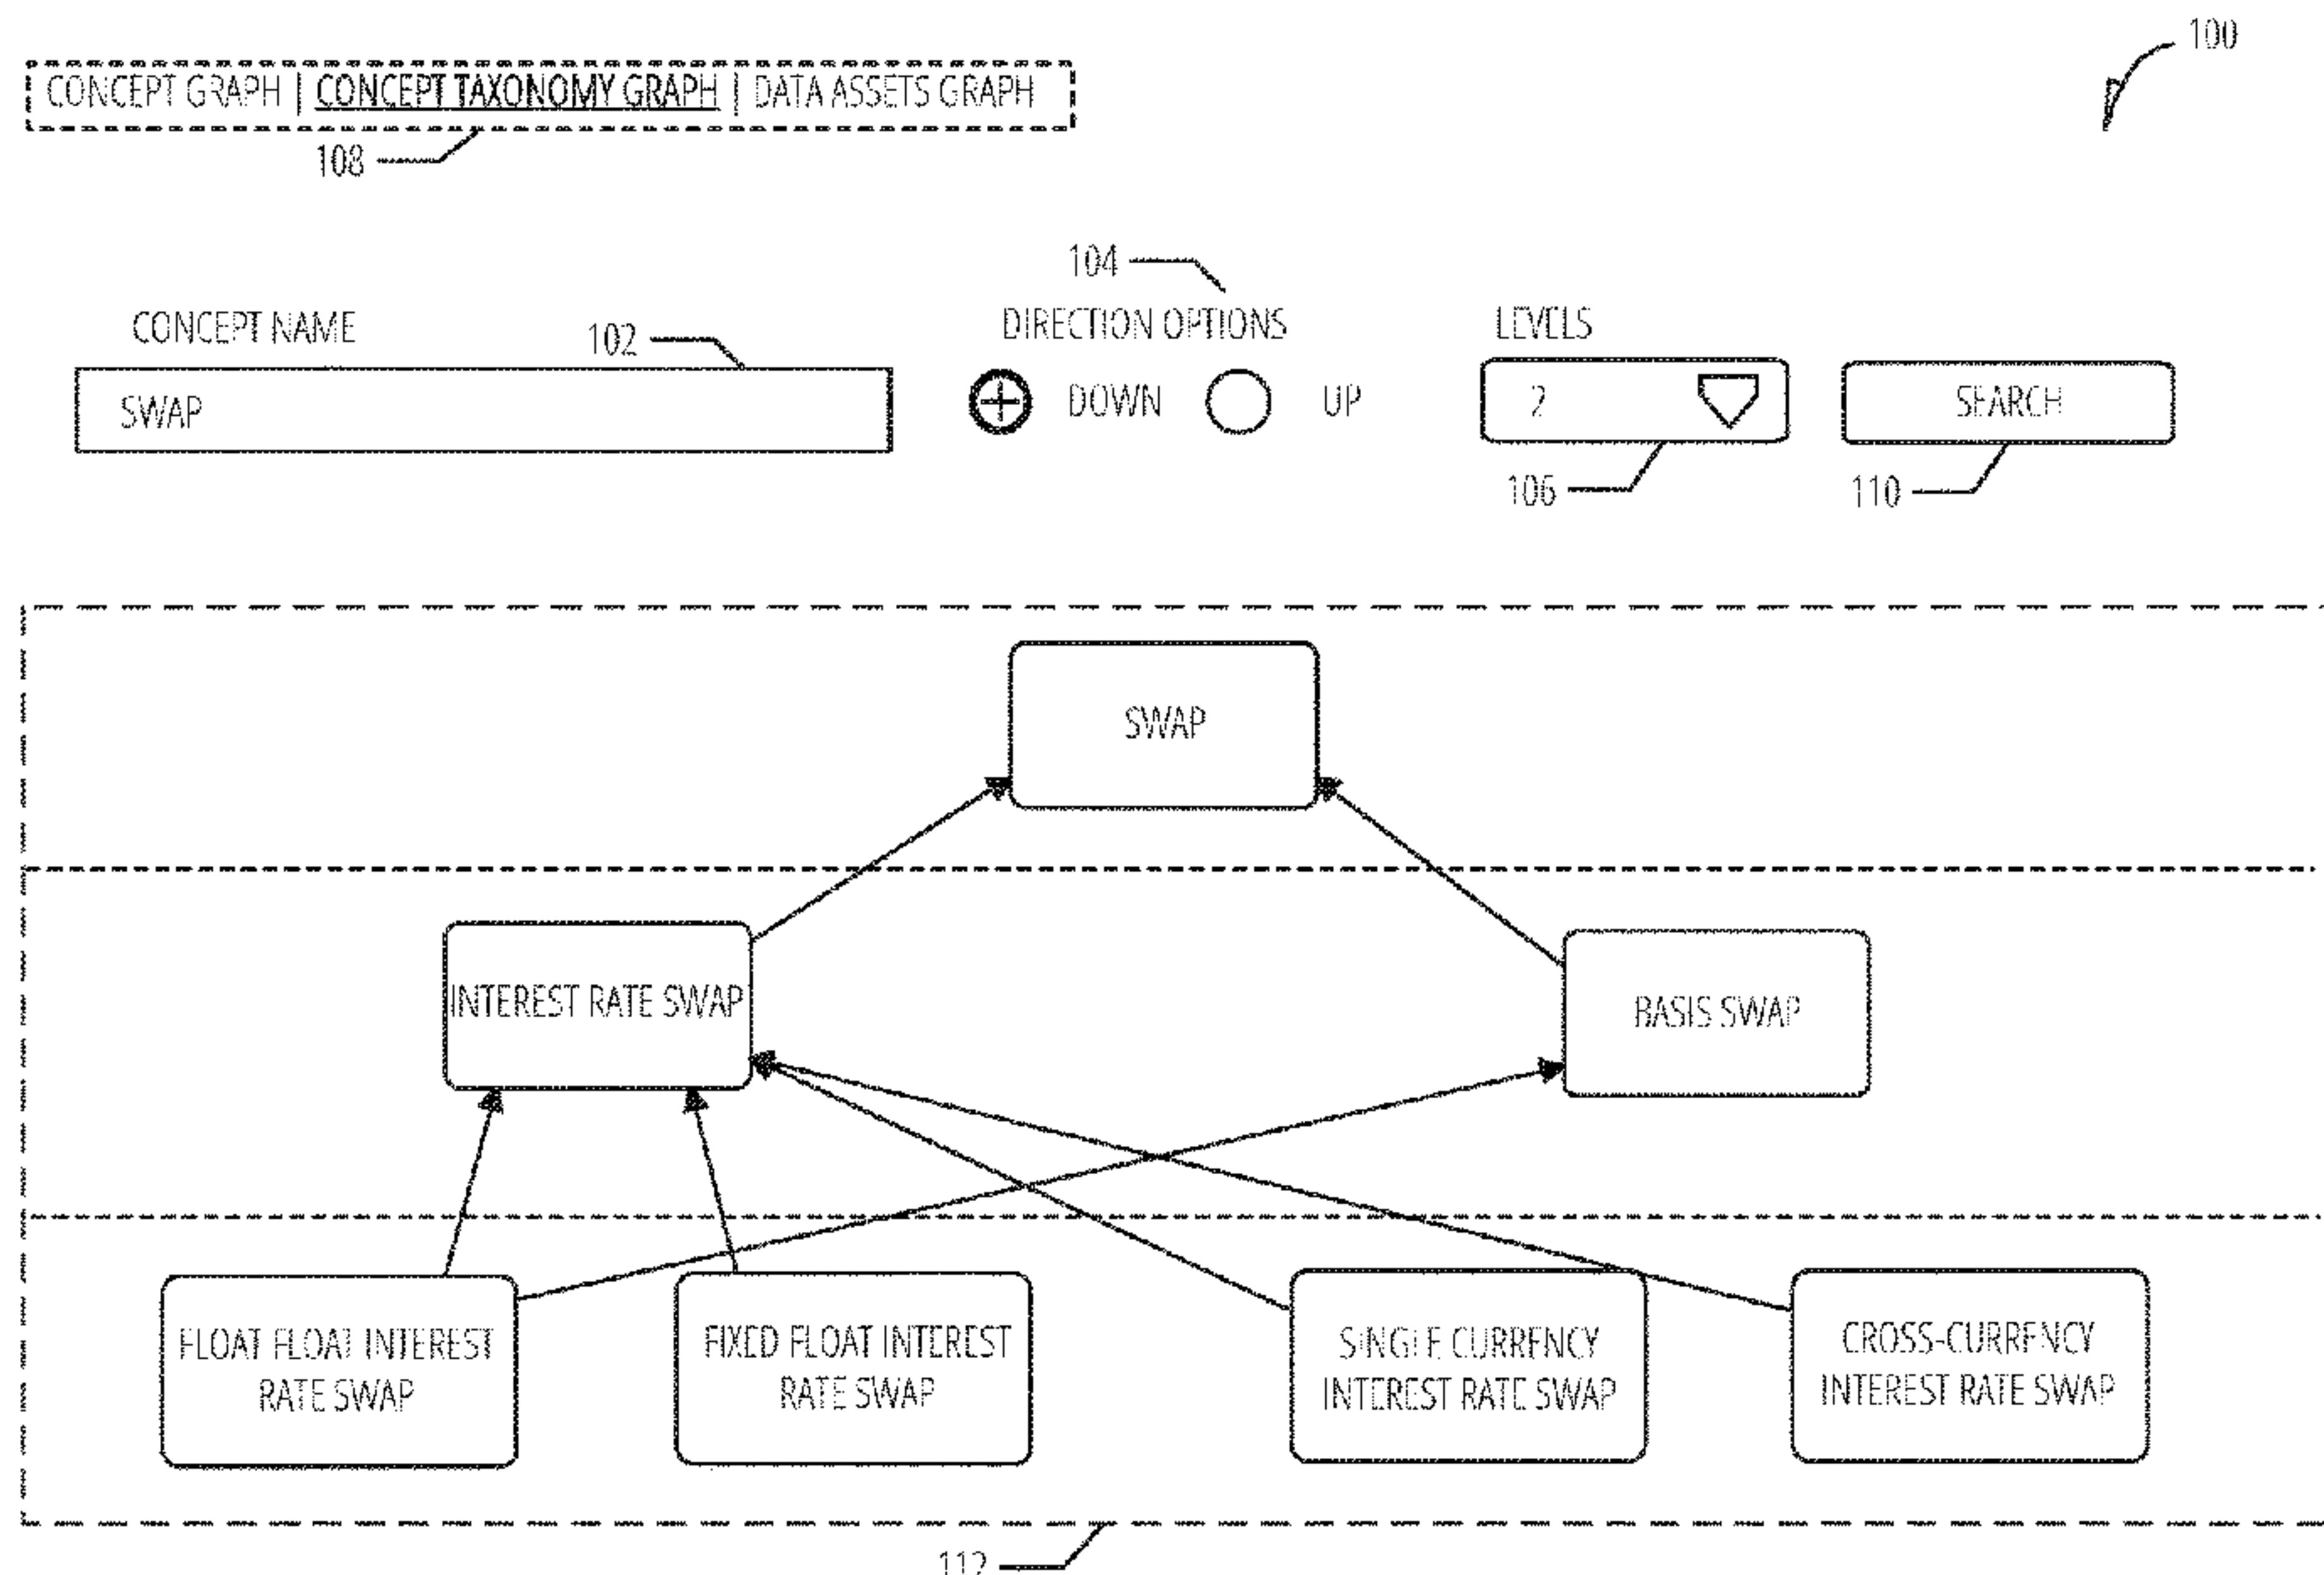 100
CONCEPT GRAPH | CONCEPT TAXONOMY GRAPH | DATA ASSETS GRAPH
108
104
CONCEPT NAME
102
DIRECTION OPTIONS
LEVELS
SWAP
DOWN
UP
2
SEARCH
106
110
SWAP
INTEREST RATE SWAP
BASIS SWAP
FLOAT FLOAT INTEREST
RATE SWAP
FIXED FLOAT INTEREST
RATE SWAP
SINGLE CURRENCY
INTEREST RATE SWAP
CROSS-CURRENCY
INTEREST RATE SWAP
112